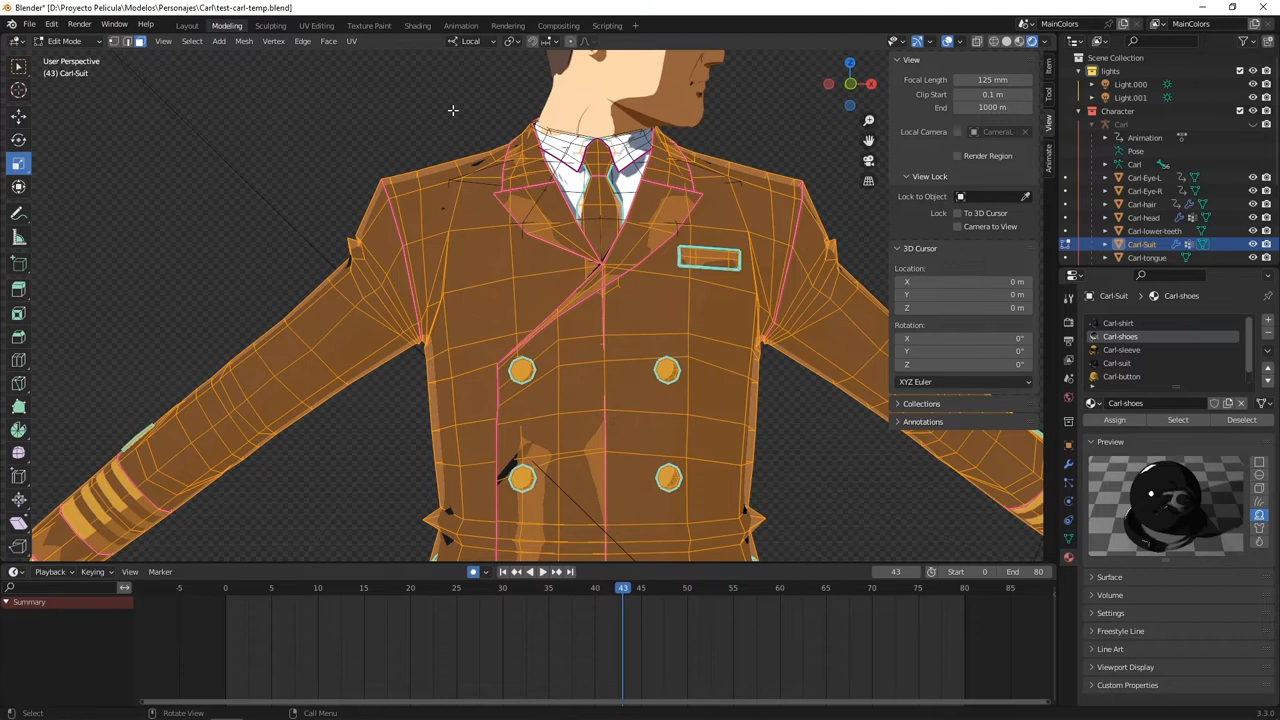 Blender* [D:\Proyecto Pelicula\Modelos\Personajes\Carl\test-carl-temp.blend]
File Edit Render Window Help Layout Modeling Sculpting UV Editing Texture Paint Shading Animation Rendering Compositing Scripting MainColors MainColors
Edit Mode View Select Add Mesh Vertex Edge Face UV Local
User Perspective
(43) Carl-Suit
Z
X
View
Focal Length 125 mm
Clip Start 0.1 m
End 1000 m
Local Camera CameraL
Render Region
View Lock
Lock to Object
Lock To 3D Cursor
Camera to View
3D Cursor
Location:
X 0 m
Y 0 m
Z 0 m
Rotation:
X 0°
Y 0°
Z 0°
XYZ Euler
Collections
Annotations
Item
Tool
View
Animate
Scene Collection
lights
Light.000
Light.001
Character
Carl
Animation
Pose
Carl
Carl-Eye-L
Carl-Eye-R
Carl-hair
Carl-head
Carl-lower-teeth
Carl-Suit
Carl-tongue
Carl-Suit Carl-shoes
Carl-shirt
Carl-shoes
Carl-sleeve
Carl-suit
Carl-button
Carl-shoes
Assign Select Deselect
Preview
Surface
Volume
Settings
Freestyle Line
Line Art
Viewport Display
Custom Properties
Playback Keying View Marker 43 Start 0 End 80
-5 0 5 10 15 20 25 30 35 40 43 45 50 55 60 65 70 75 80 85
Summary
Select Rotate View Call Menu 3.3.0